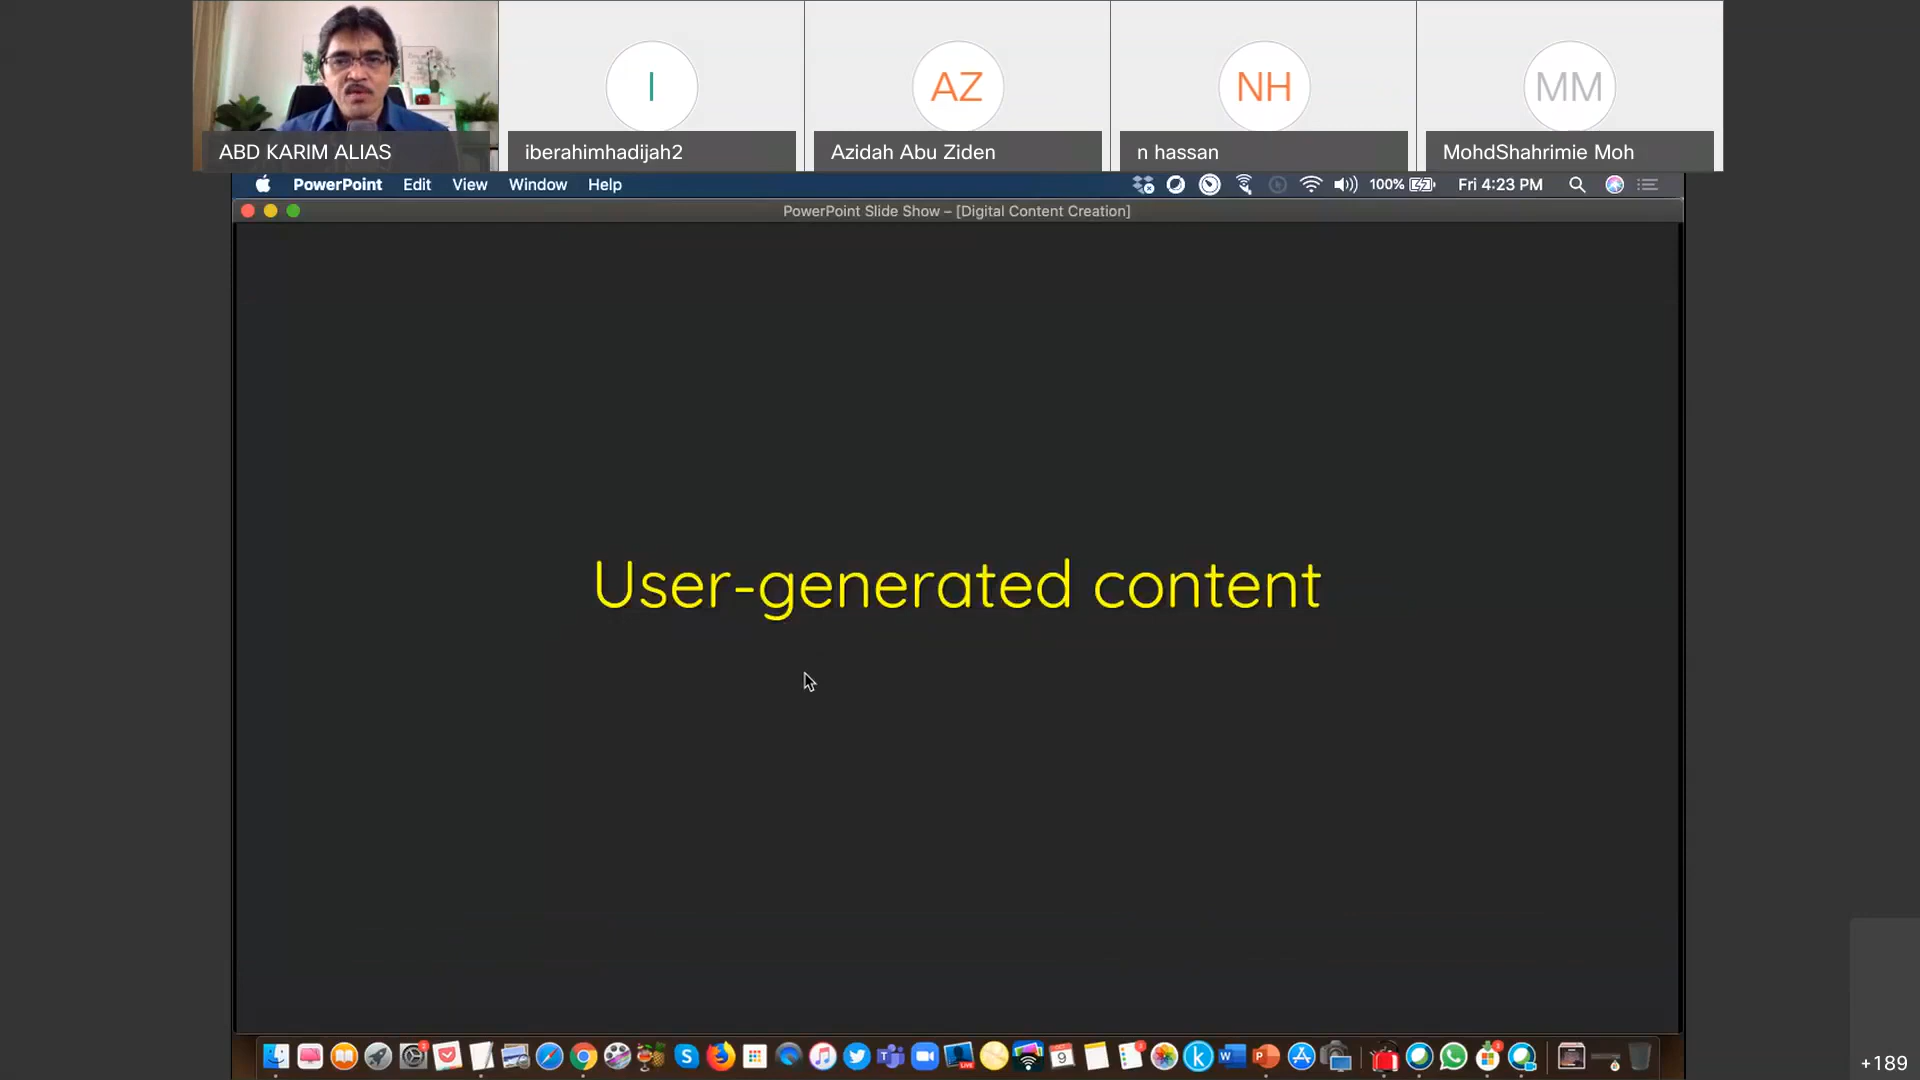 I
AZ
NH
MM
ABD KARIM ALIAS
iberahimhadijah2
Azidah Abu Ziden
n hassan
MohdShahrimie Moh
PowerPoint Edit View Window Help
100% Fri 4:23 PM
PowerPoint Slide Show – [Digital Content Creation]
User-generated content
+189